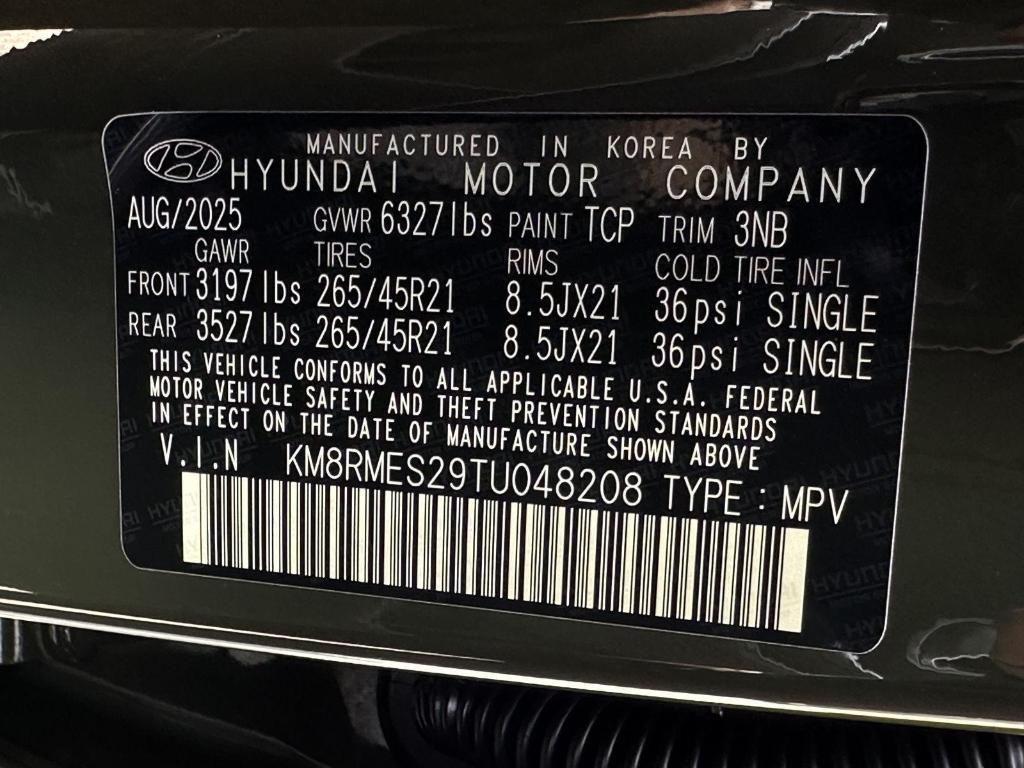 MANUFACTURED IN KOREA BY
HYUNDAI MOTOR COMPANY
AUG/2025 GVWR 6327lbs PAINT TCP TRIM 3NB
GAWR TIRES RIMS COLD TIRE INFL
FRONT 3197lbs 265/45R21 8.5JX21 36psi SINGLE
REAR 3527lbs 265/45R21 8.5JX21 36psi SINGLE
THIS VEHICLE CONFORMS TO ALL APPLICABLE U.S.A. FEDERAL
MOTOR VEHICLE SAFETY AND THEFT PREVENTION STANDARDS
IN EFFECT ON THE DATE OF MANUFACTURE SHOWN ABOVE
V.I.N KM8RMES29TU048208 TYPE : MPV